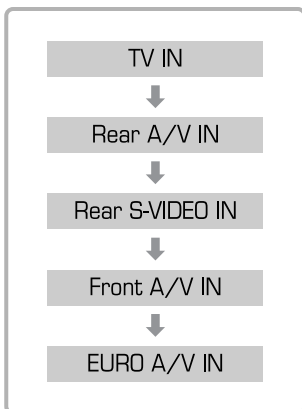 TV IN
Rear A/V IN
Rear S-VIDEO IN
Front A/V IN
EURO A/V IN